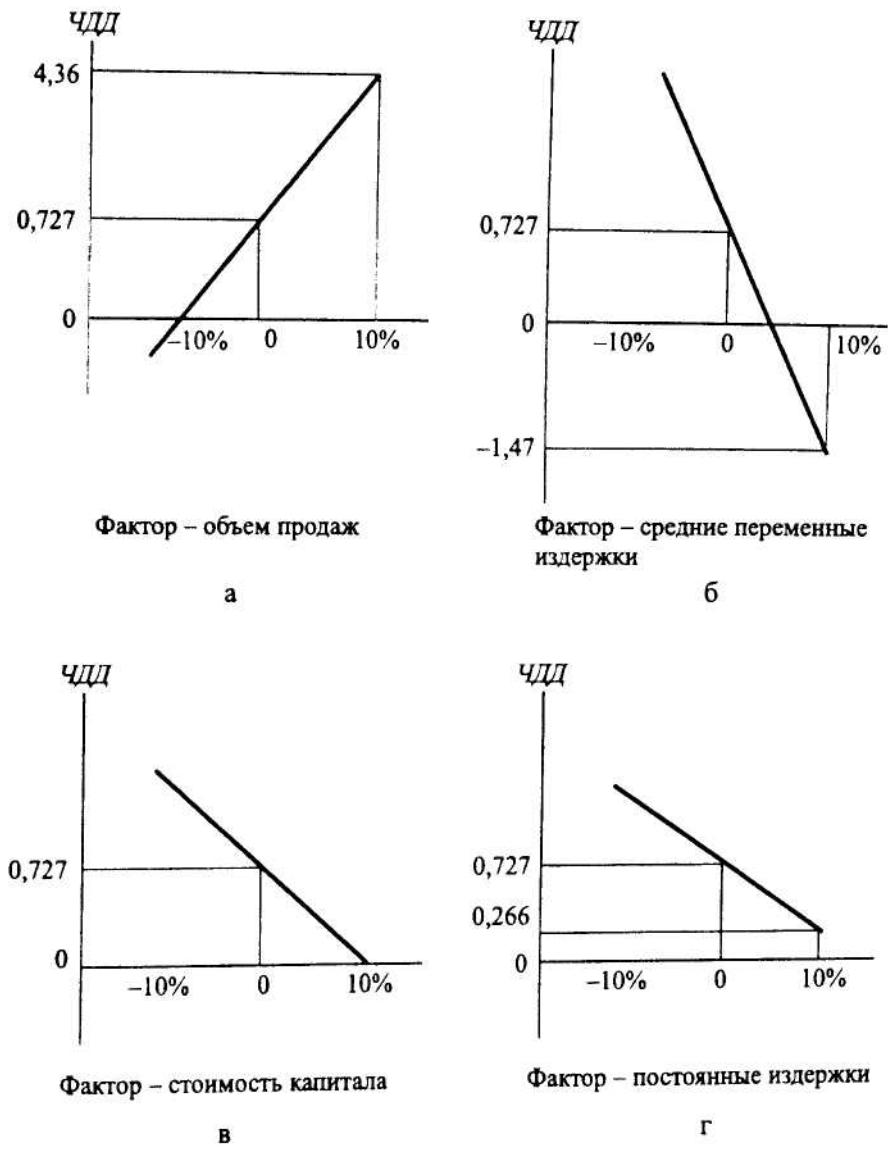 ЧДД
4,36
0,727
0
–10%
0
10%
Фактор – объем продаж
а
ЧДД
0,727
0
–10%
0
10%
–1,47
Фактор – средние переменные
издержки
б
ЧДД
0,727
0
–10%
0
10%
Фактор – стоимость капитала
в
ЧДД
0,727
0,266
0
–10%
0
10%
Фактор – постоянные издержки
г